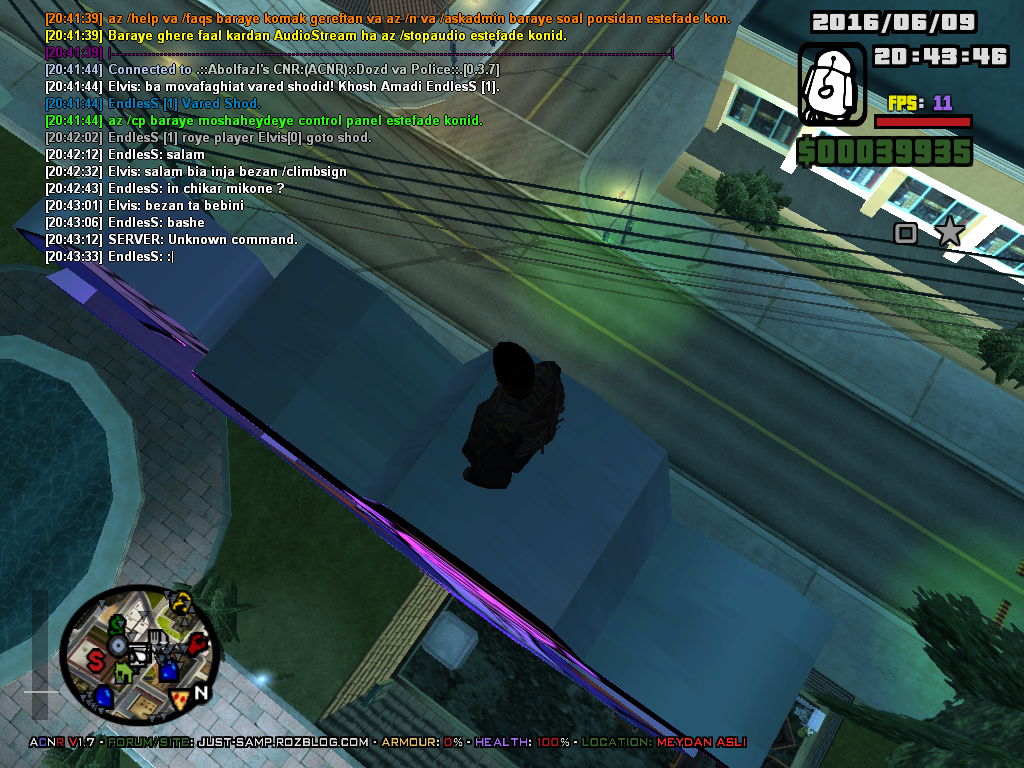 [20:41:39] az /help va /faqs baraye komak gereftan va az /n va /askadmin baraye soal porsidan estefade kon.
[20:41:39] Baraye ghere faal kardan AudioStream ha az /stopaudio estefade konid.
[20:41:39] |-----|
[20:41:44] Connected to .::Abolfazl's CNR:(ACNR)::Dozd va Police::.[0.3.7]
[20:41:44] Elvis: ba movafaghiat vared shodid! Khosh Amadi EndlesS [1].
[20:41:44] EndlesS [1] Vared Shod.
[20:41:44] az /cp baraye moshaheydeye control panel estefade konid.
[20:42:02] EndlesS [1] roye player Elvis[0] goto shod.
[20:42:12] EndlesS: salam
[20:42:32] Elvis: salam bia inja bezan /climbsign
[20:42:43] EndlesS: in chikar mikone ?
[20:43:01] Elvis: bezan ta bebini
[20:43:06] EndlesS: bashe
[20:43:12] SERVER: Unknown command.
[20:43:33] EndlesS: :|
2016/06/09
20:43:46
FPS: 11
$00039935
$
S
N
ACNR V1.7 - FORUM/SITE: JUST-SAMP.ROZBLOG.COM - ARMOUR: 0% - HEALTH: 100% - LOCATION: MEYDAN ASLI